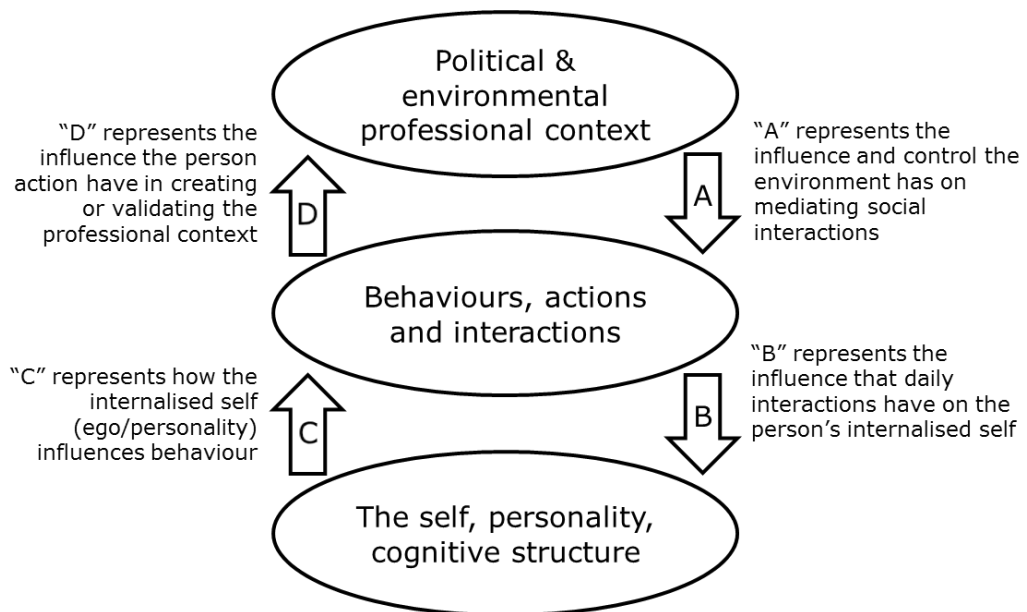 Political &
environmental
professional context
“D” represents the
influence the person
action have in creating
or validating the
professional context
D
A
“A” represents the
influence and control the
environment has on
mediating social
interactions
Behaviours, actions
and interactions
“C” represents how the
internalised self
(ego/personality)
influences behaviour
C
B
“B” represents the
influence that daily
interactions have on the
person’s internalised self
The self, personality,
cognitive structure